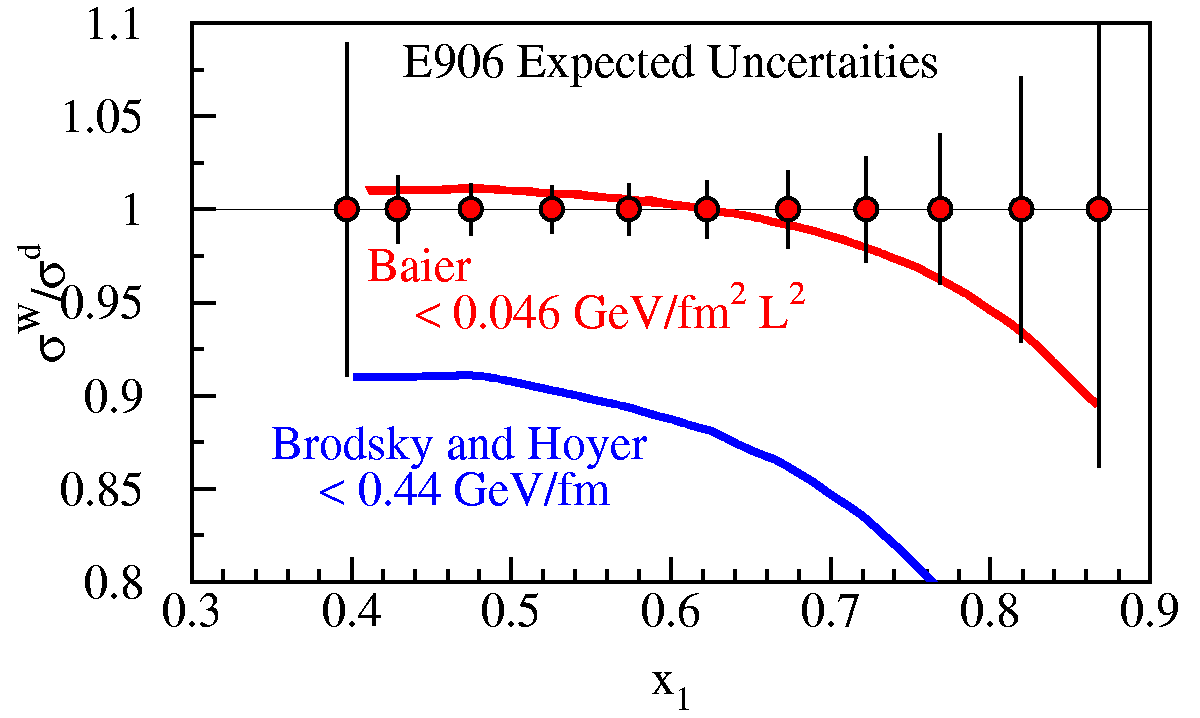 E906 Expected Uncertaities
1.1
1.05
1
0.95
0.9
0.85
0.8
σ^W/σ^d
Baier
< 0.046 GeV/fm² L²
Brodsky and Hoyer
< 0.44 GeV/fm
0.3 0.4 0.5 0.6 0.7 0.8 0.9
x₁